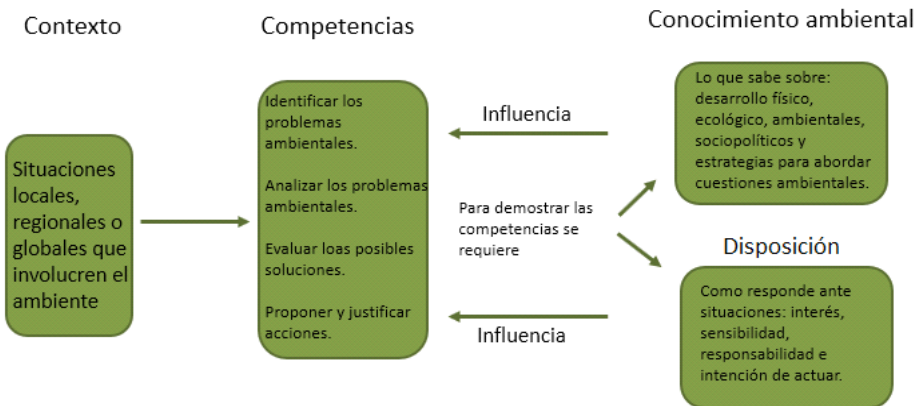 Contexto
Situaciones
locales,
regionales o
globales que
involucren el
ambiente
Competencias
Identificar los
problemas
ambientales.
Analizar los problemas
ambientales.
Evaluar loas posibles
soluciones.
Proponer y justificar
acciones.
Influencia
Para demostrar las
competencias se
requiere
Influencia
Conocimiento ambiental
Lo que sabe sobre:
desarrollo físico,
ecológico, ambientales,
sociopolíticos y
estrategias para abordar
cuestiones ambientales.
Disposición
Como responde ante
situaciones: interés,
sensibilidad,
responsabilidad e
intención de actuar.